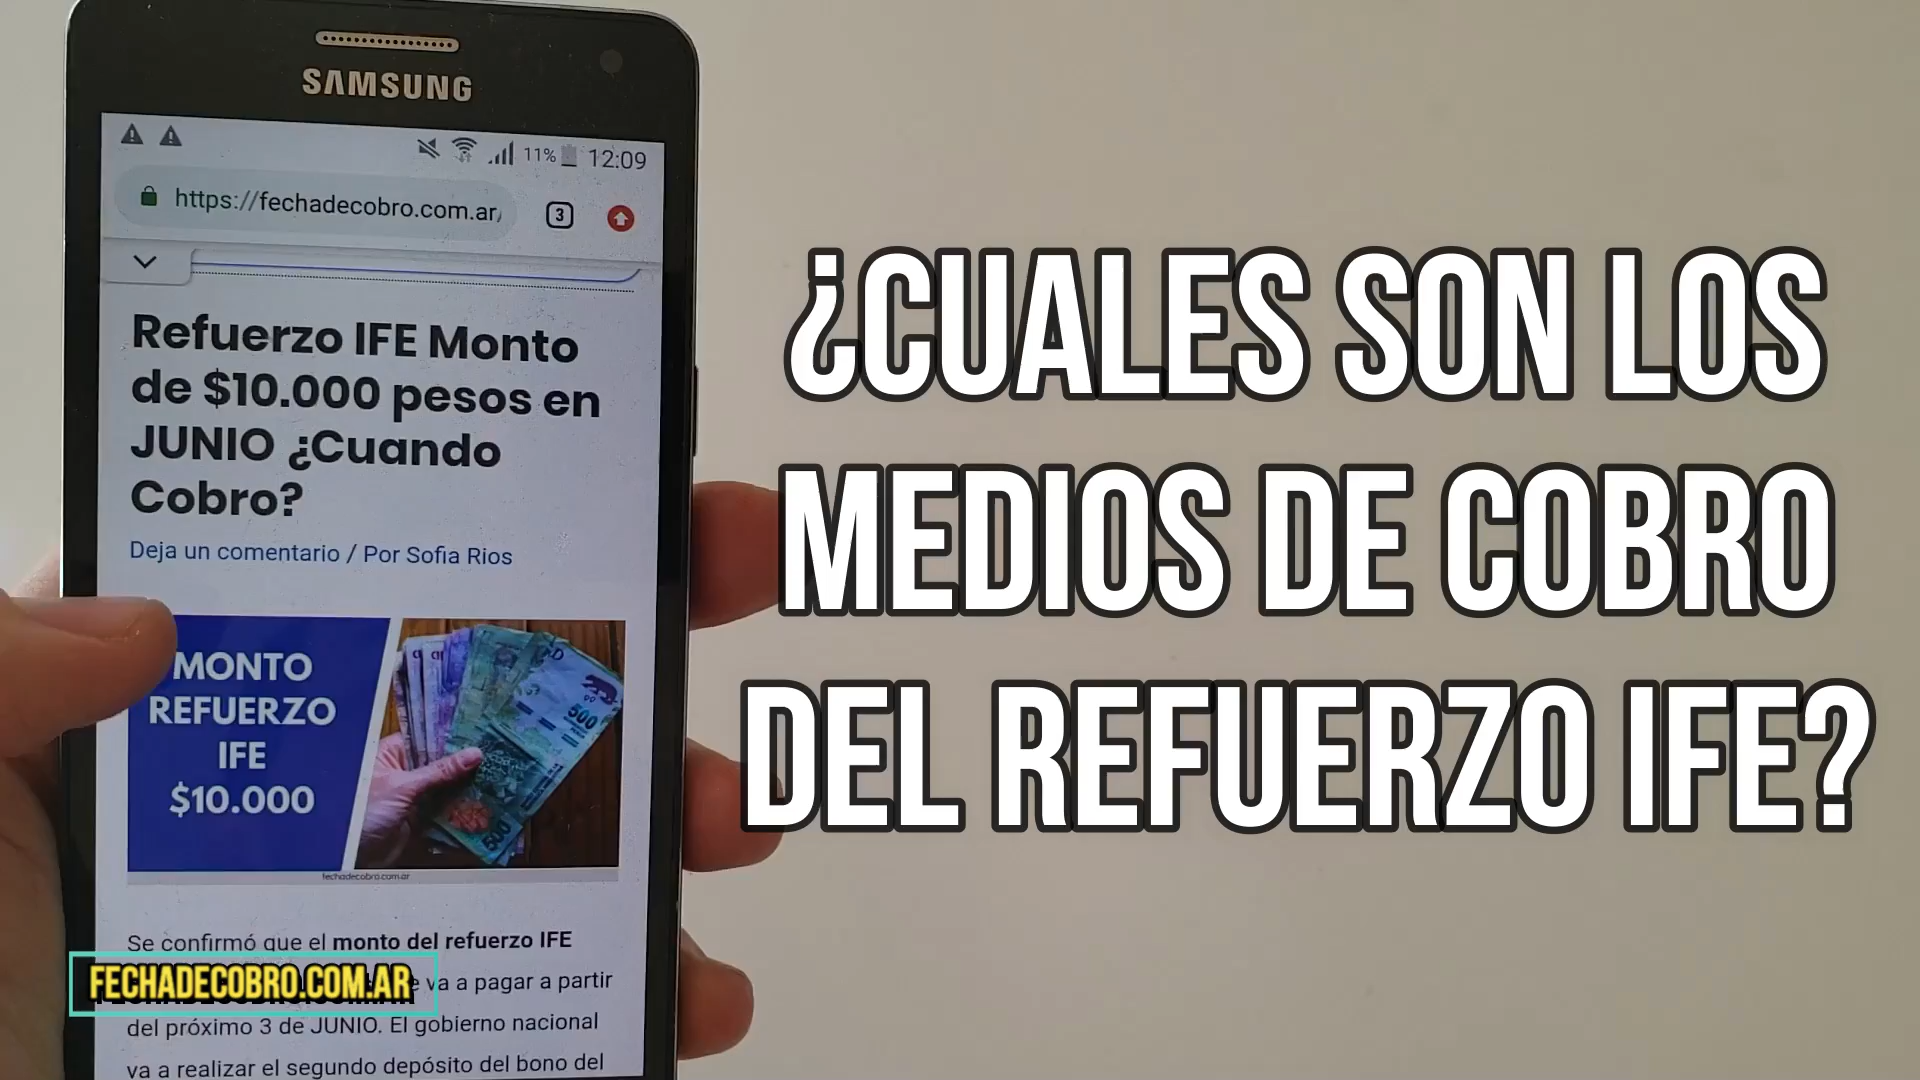 SAMSUNG
11% 12:09
https://fechadecobro.com.ar/
3
Refuerzo IFE Monto
de $10.000 pesos en
JUNIO ¿Cuando
Cobro?
Deja un comentario / Por Sofia Rios
MONTO
REFUERZO
IFE
$10.000
500
500
fechadecobro.com.ar
Se confirmó que el monto del refuerzo IFE
va a pagar a partir
del próximo 3 de JUNIO. El gobierno nacional
va a realizar el segundo depósito del bono del
FECHADECOBRO.COM.AR
¿CUALES SON LOS
MEDIOS DE COBRO
DEL REFUERZO IFE?